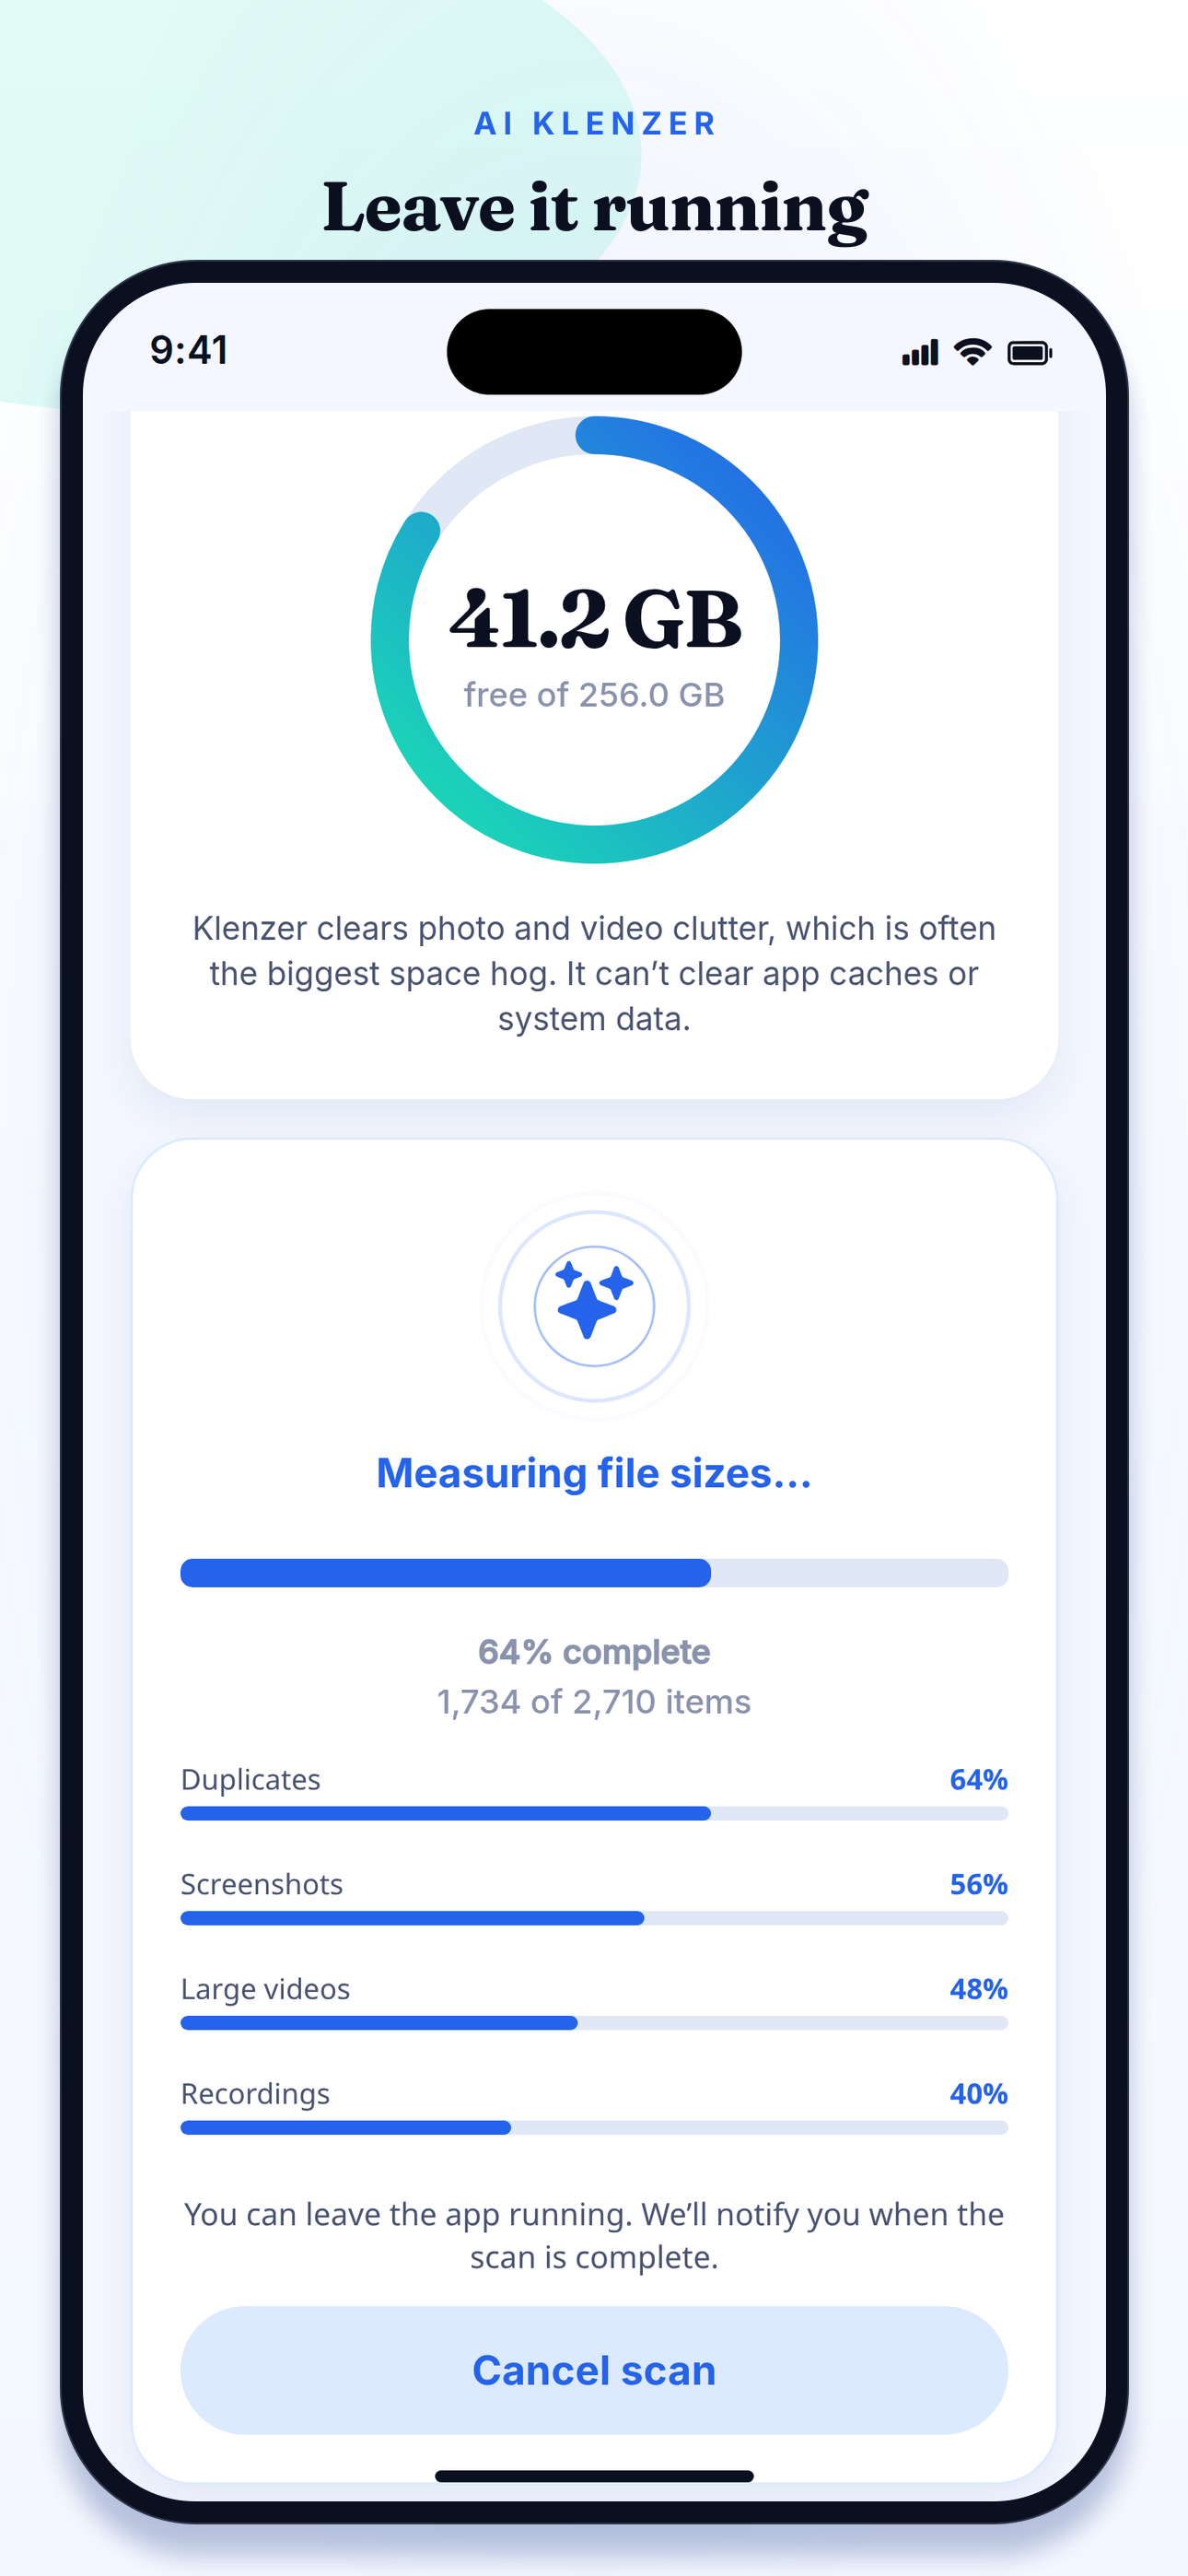 AI KLENZER
Leave it running
9:41
41.2 GB
free of 256.0 GB
Klenzer clears photo and video clutter, which is often
the biggest space hog. It can’t clear app caches or
system data.
Measuring file sizes...
64% complete
1,734 of 2,710 items
Duplicates 64%
Screenshots 56%
Large videos 48%
Recordings 40%
You can leave the app running. We’ll notify you when the
scan is complete.
Cancel scan